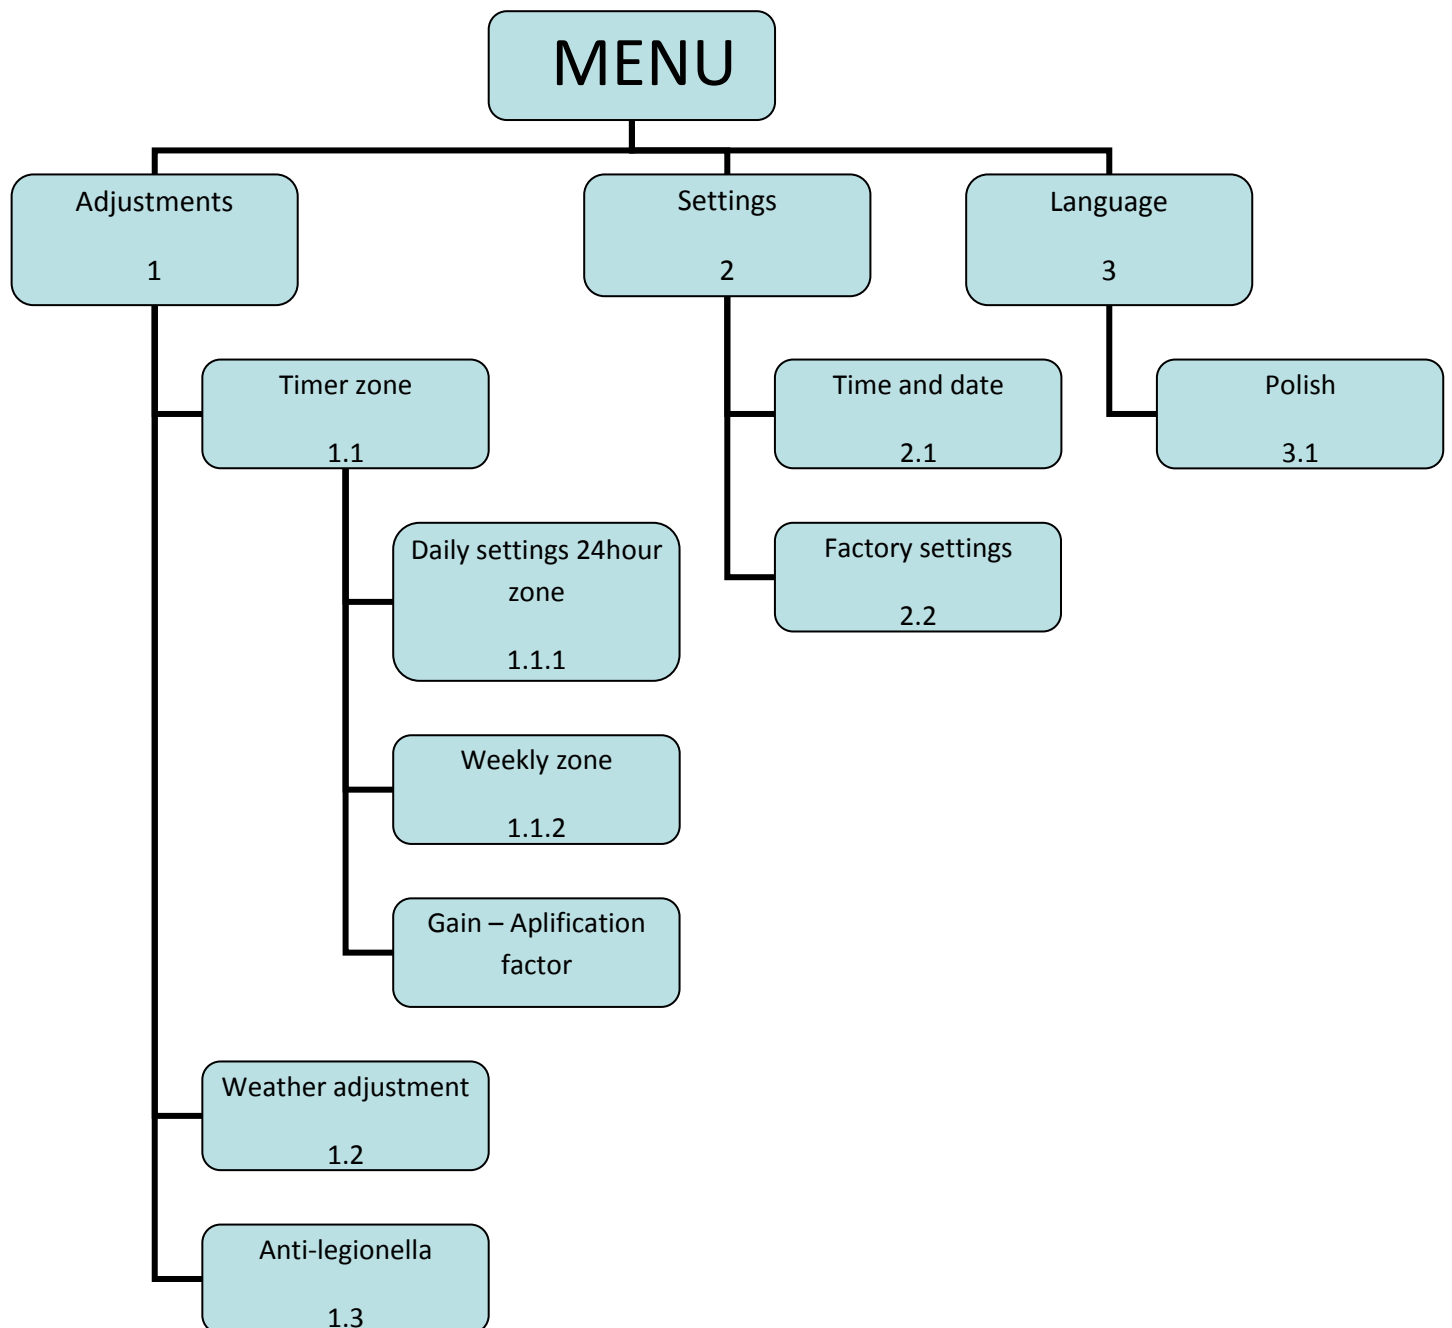 MENU
Adjustments
1
Settings
2
Language
3
Timer zone
1.1
Time and date
2.1
Polish
3.1
Daily settings 24hour
zone
1.1.1
Factory settings
2.2
Weekly zone
1.1.2
Gain – Aplification
factor
Weather adjustment
1.2
Anti-legionella
1.3